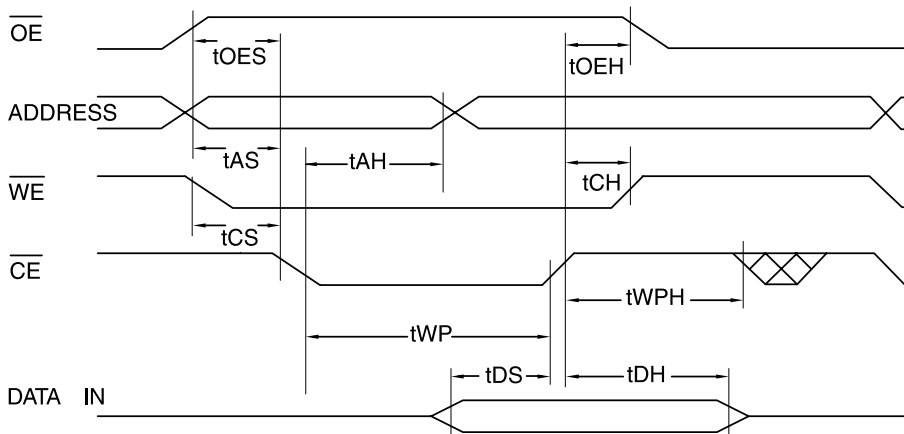 OE
tOES
tOEH
ADDRESS
tAS
tAH
tCH
WE
tCS
CE
tWPH
tWP
tDS
tDH
DATA IN